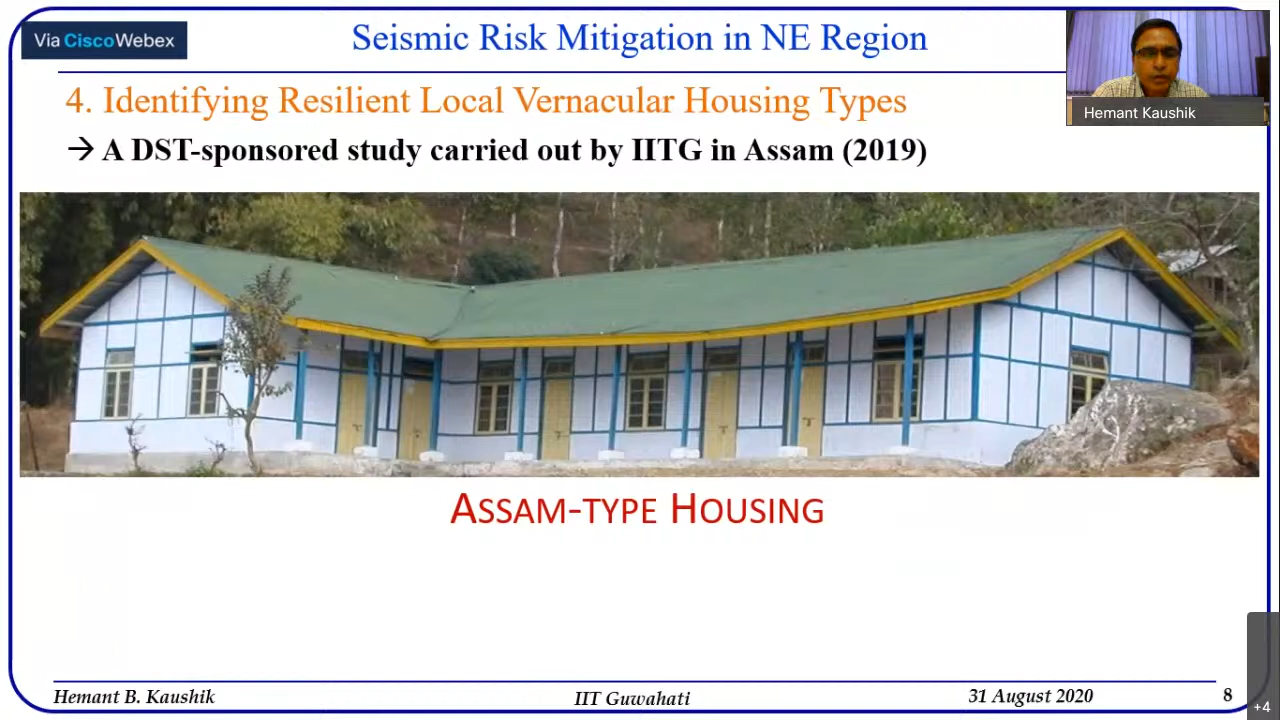 Via Cisco Webex
Seismic Risk Mitigation in NE Region
Hemant Kaushik
4. Identifying Resilient Local Vernacular Housing Types
→ A DST-sponsored study carried out by IITG in Assam (2019)
ASSAM-TYPE HOUSING
Hemant B. Kaushik
IIT Guwahati
31 August 2020
8
+4